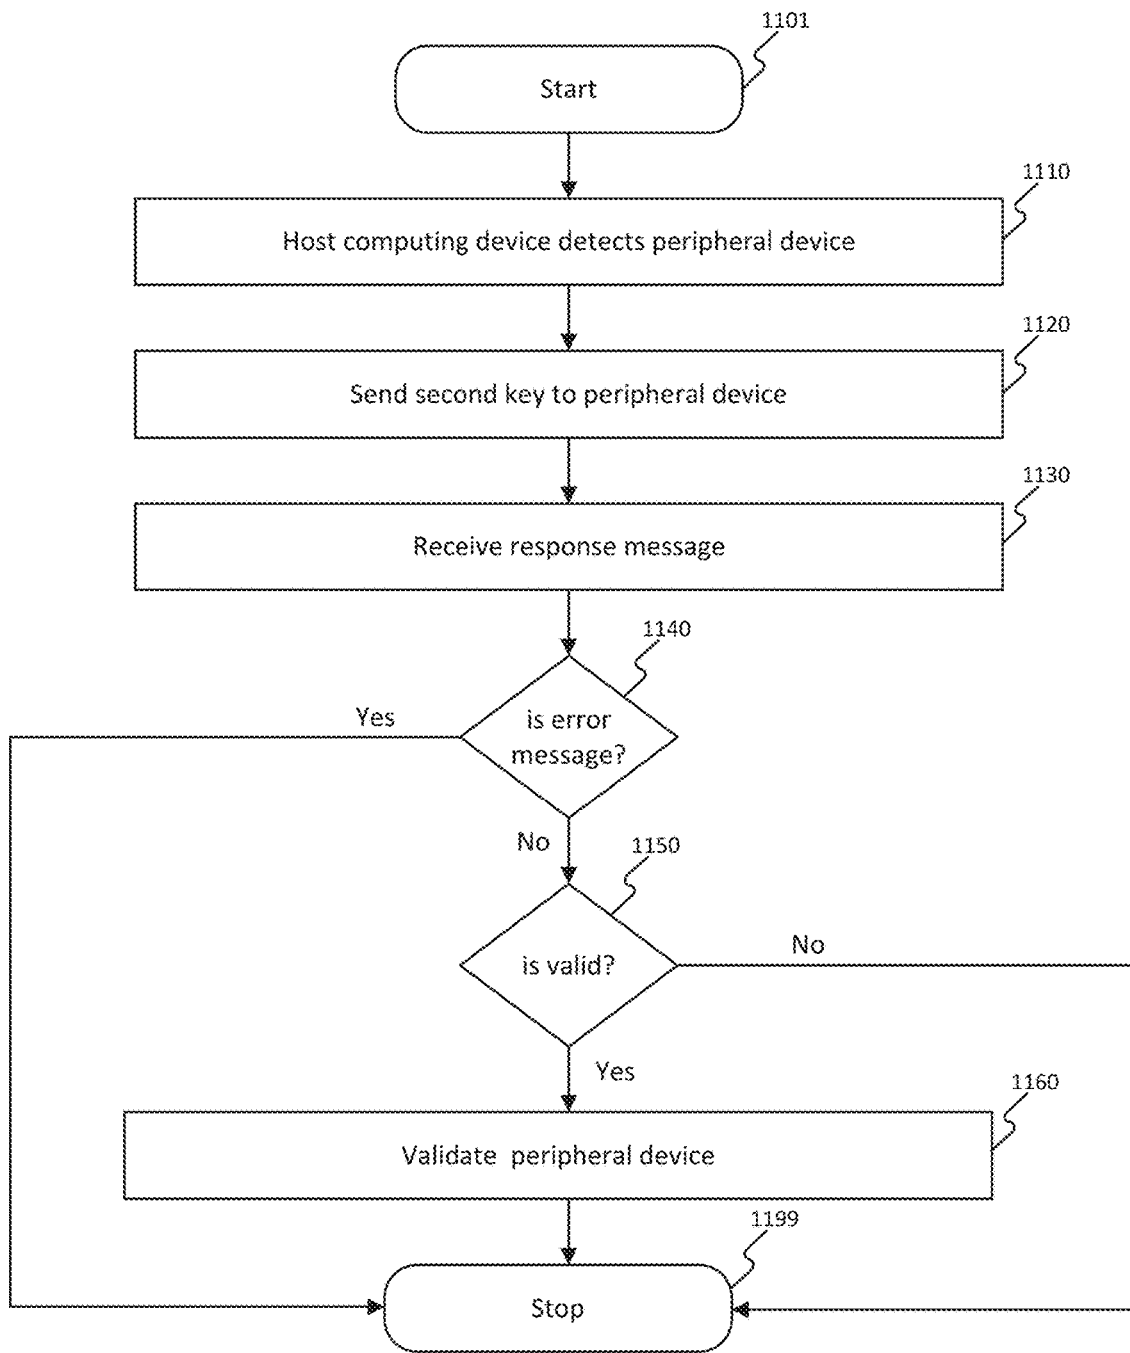 1101
Start
1110
Host computing device detects peripheral device
1120
Send second key to peripheral device
1130
Receive response message
1140
Yes
is error
message?
No
1150
is valid?
No
Yes
1160
Validate peripheral device
1199
Stop